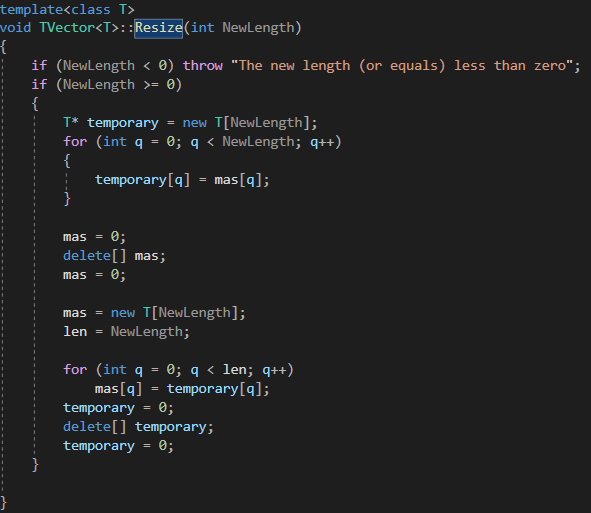 template<class T>
void TVector<T>::Resize(int NewLength)
{
    if (NewLength < 0) throw "The new length (or equals) less than zero";
    if (NewLength >= 0)
    {
        T* temporary = new T[NewLength];
        for (int q = 0; q < NewLength; q++)
        {
            temporary[q] = mas[q];
        }

        mas = 0;
        delete[] mas;
        mas = 0;

        mas = new T[NewLength];
        len = NewLength;

        for (int q = 0; q < len; q++)
            mas[q] = temporary[q];
        temporary = 0;
        delete[] temporary;
        temporary = 0;
    }

}